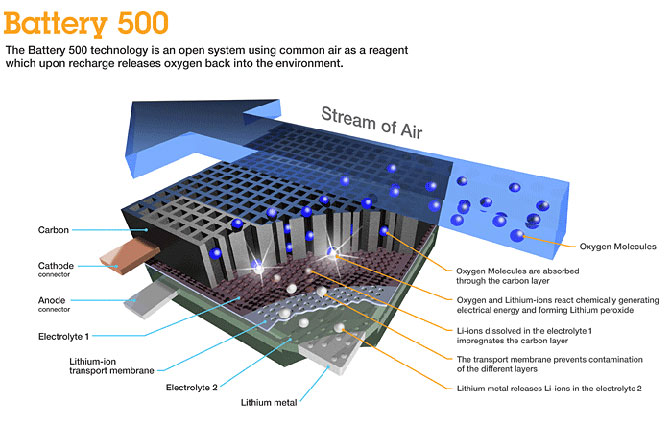 Battery 500
The Battery 500 technology is an open system using common air as a reagent
which upon recharge releases oxygen back into the environment.
Stream of Air
Carbon
Cathode
connector
Anode
connector
Electrolyte 1
Lithium-ion
transport membrane
Electrolyte 2
Lithium metal
Oxygen Molecules
Oxygen Molecules are absorbed
through the carbon layer
Oxygen and Lithium-ions react chemically generating
electrical energy and forming Lithium peroxide
Li-ions dissolved in the electrolyte 1
impregnates the carbon layer
The transport membrane prevents contamination
of the different layers
Lithium metal releases Li-ions in the electrolyte 2